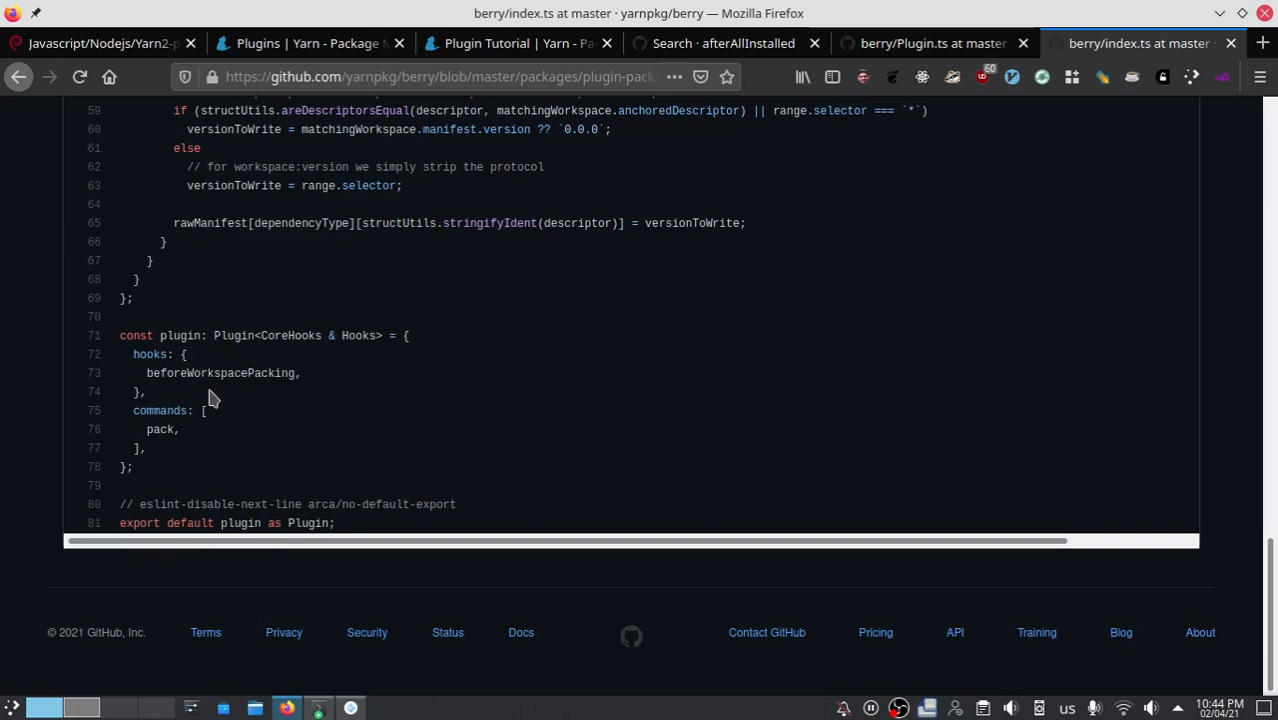 berry/index.ts at master · yarnpkg/berry — Mozilla Firefox
Javascript/Nodejs/Yarn2-p
Plugins | Yarn - Package M
Plugin Tutorial | Yarn - P
Search · afterAllInstalled
berry/Plugin.ts at master
berry/index.ts at master ·
https://github.com/yarnpkg/berry/blob/master/packages/plugin-pack
60
59 if (structUtils.areDescriptorsEqual(descriptor, matchingWorkspace.anchoredDescriptor) || range.selector === `*`)
60 versionToWrite = matchingWorkspace.manifest.version ?? `0.0.0`;
61 else
62 // for workspace:version we simply strip the protocol
63 versionToWrite = range.selector;
64
65 rawManifest[dependencyType][structUtils.stringifyIdent(descriptor)] = versionToWrite;
66 }
67 }
68 }
69 };
70
71 const plugin: Plugin<CoreHooks & Hooks> = {
72 hooks: {
73 beforeWorkspacePacking,
74 },
75 commands: [
76 pack,
77 ],
78 };
79
80 // eslint-disable-next-line arca/no-default-export
81 export default plugin as Plugin;
© 2021 GitHub, Inc. Terms Privacy Security Status Docs Contact GitHub Pricing API Training Blog About
us
10:44 PM
02/04/21